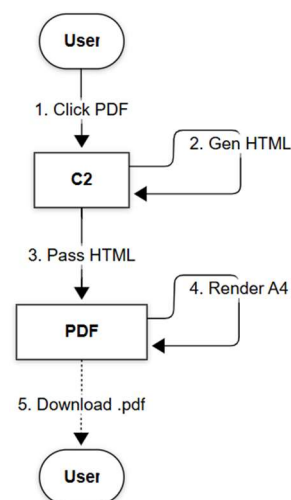 User
1. Click PDF
2. Gen HTML
C2
3. Pass HTML
4. Render A4
PDF
5. Download .pdf
User